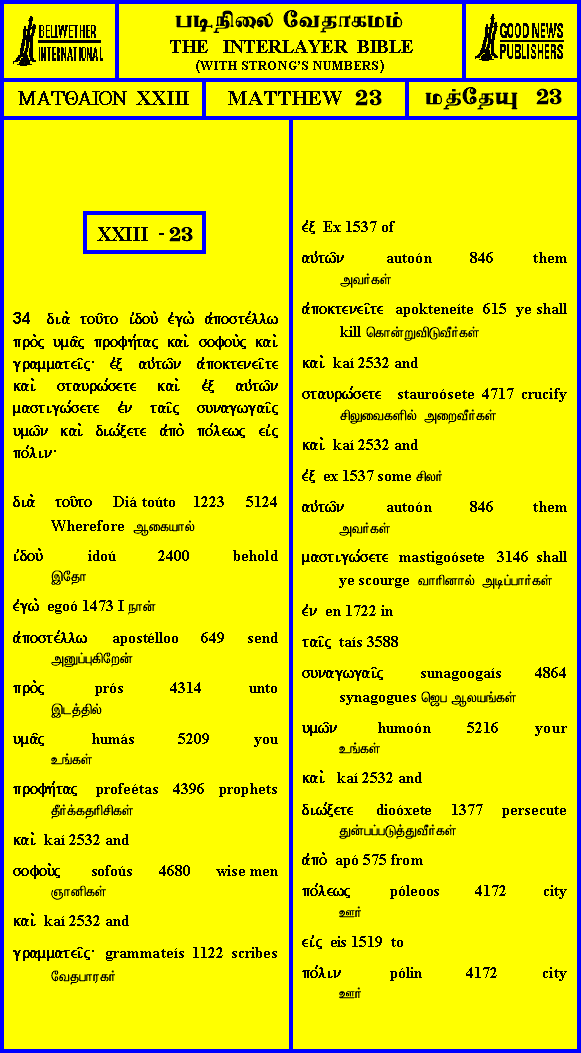 BELLWETHER
INTERNATIONAL
படிநிலை வேதாகமம்
THE INTERLAYER BIBLE
(WITH STRONG'S NUMBERS)
GOOD NEWS
PUBLISHERS
ΜΑΤΘΑΙΟΝ XXIII
MATTHEW 23
மத்தேயு 23
XXIII - 23
34 διὰ τοῦτο ἰδοὺ ἐγὼ ἀποστέλλω
πρὸς υμᾶς προφήτας καὶ σοφοὺς καὶ
γραμματεῖς· ἐξ αὐτῶν ἀποκτενεῖτε
καὶ σταυρώσετε καὶ ἐξ αὐτῶν
μαστιγώσετε ἐν ταῖς συναγωγαῖς
υμῶν καὶ διώξετε ἀπὸ πόλεως εἰς
πόλιν·
διὰ τοῦτο Diá toúto 1223 5124
Wherefore ஆகையால்
ἰδοὺ idoú 2400 behold
இதோ
ἐγὼ egoó 1473 I நான்
ἀποστέλλω apostélloo 649 send
அனுப்புகிறேன்
πρὸς prós 4314 unto
இடத்தில்
υμᾶς humás 5209 you
உங்கள்
προφήτας profeétas 4396 prophets
தீர்க்கதரிசிகள்
καὶ kaí 2532 and
σοφοὺς sofoús 4680 wise men
ஞானிகள்
καὶ kaí 2532 and
γραμματεῖς· grammateís 1122 scribes
வேதபாரகர்
ἐξ Ex 1537 of
αὐτῶν autoón 846 them
அவர்கள்
ἀποκτενεῖτε apokteneíte 615 ye shall
kill கொன்றுவிடுவீர்கள்
καὶ kaí 2532 and
σταυρώσετε stauroósete 4717 crucify
சிலுவைகளில் அறைவீர்கள்
καὶ kaí 2532 and
ἐξ ex 1537 some சிலர்
αὐτῶν autoón 846 them
அவர்கள்
μαστιγώσετε mastigoósete 3146 shall
ye scourge வாரினால் அடிப்பார்கள்
ἐν en 1722 in
ταῖς taís 3588
συναγωγαῖς sunagoogaís 4864
synagogues ஜெப ஆலயங்கள்
υμῶν humoón 5216 your
உங்கள்
καὶ kaí 2532 and
διώξετε dioóxete 1377 persecute
துன்பப்படுத்துவீர்கள்
ἀπὸ apó 575 from
πόλεως póleoos 4172 city
ஊர்
εἰς eis 1519 to
πόλιν pólin 4172 city
ஊர்